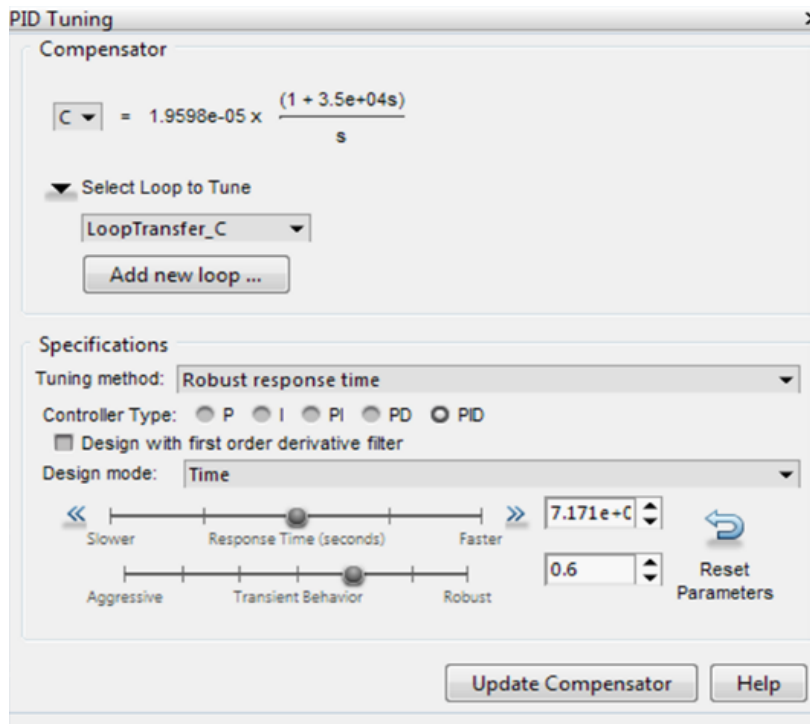 PID Tuning
Compensator
C = 1.9598e-05 x (1 + 3.5e+04s)
s
Select Loop to Tune
LoopTransfer_C
Add new loop ...
Specifications
Tuning method: Robust response time
Controller Type: P I PI PD PID
Design with first order derivative filter
Design mode: Time
7.171e+0
Slower Response Time (seconds) Faster
0.6
Aggressive Transient Behavior Robust
Reset
Parameters
Update Compensator Help